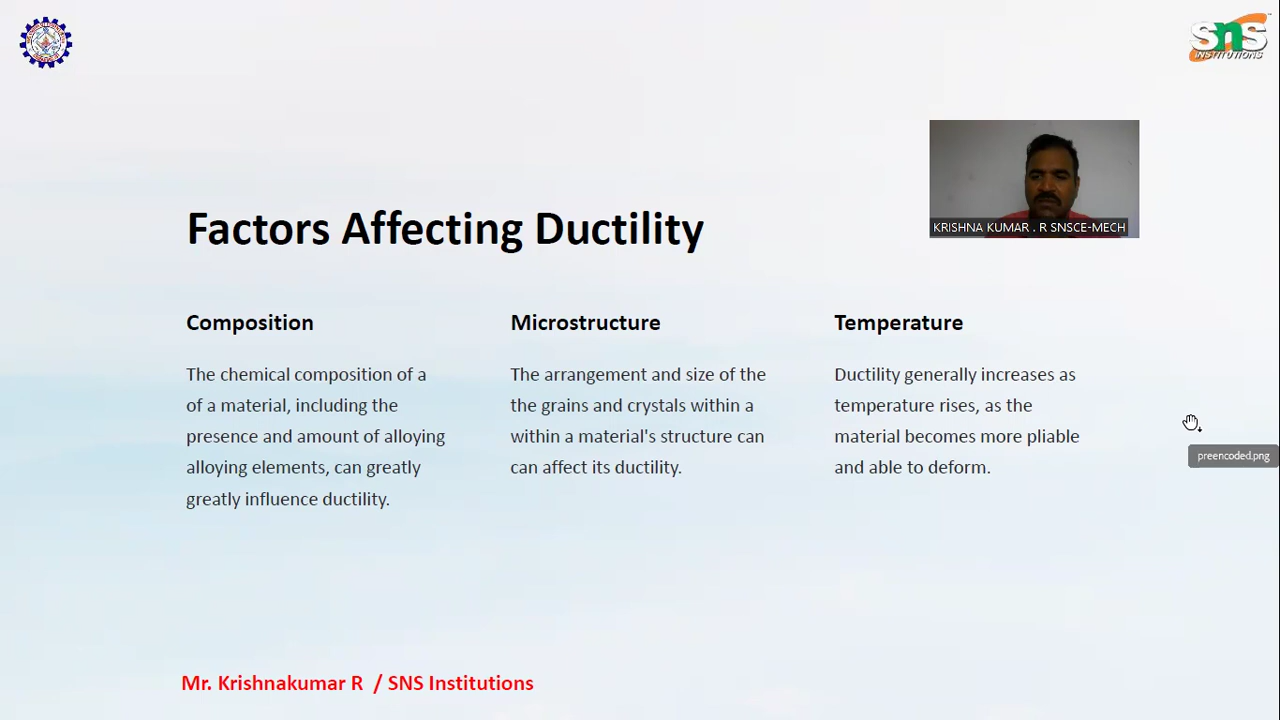 SNS
INSTITUTIONS
KRISHNA KUMAR . R SNSCE-MECH
Factors Affecting Ductility
Composition
The chemical composition of a
of a material, including the
presence and amount of alloying
alloying elements, can greatly
greatly influence ductility.
Microstructure
The arrangement and size of the
the grains and crystals within a
within a material's structure can
can affect its ductility.
Temperature
Ductility generally increases as
temperature rises, as the
material becomes more pliable
and able to deform.
preencoded.png
Mr. Krishnakumar R / SNS Institutions